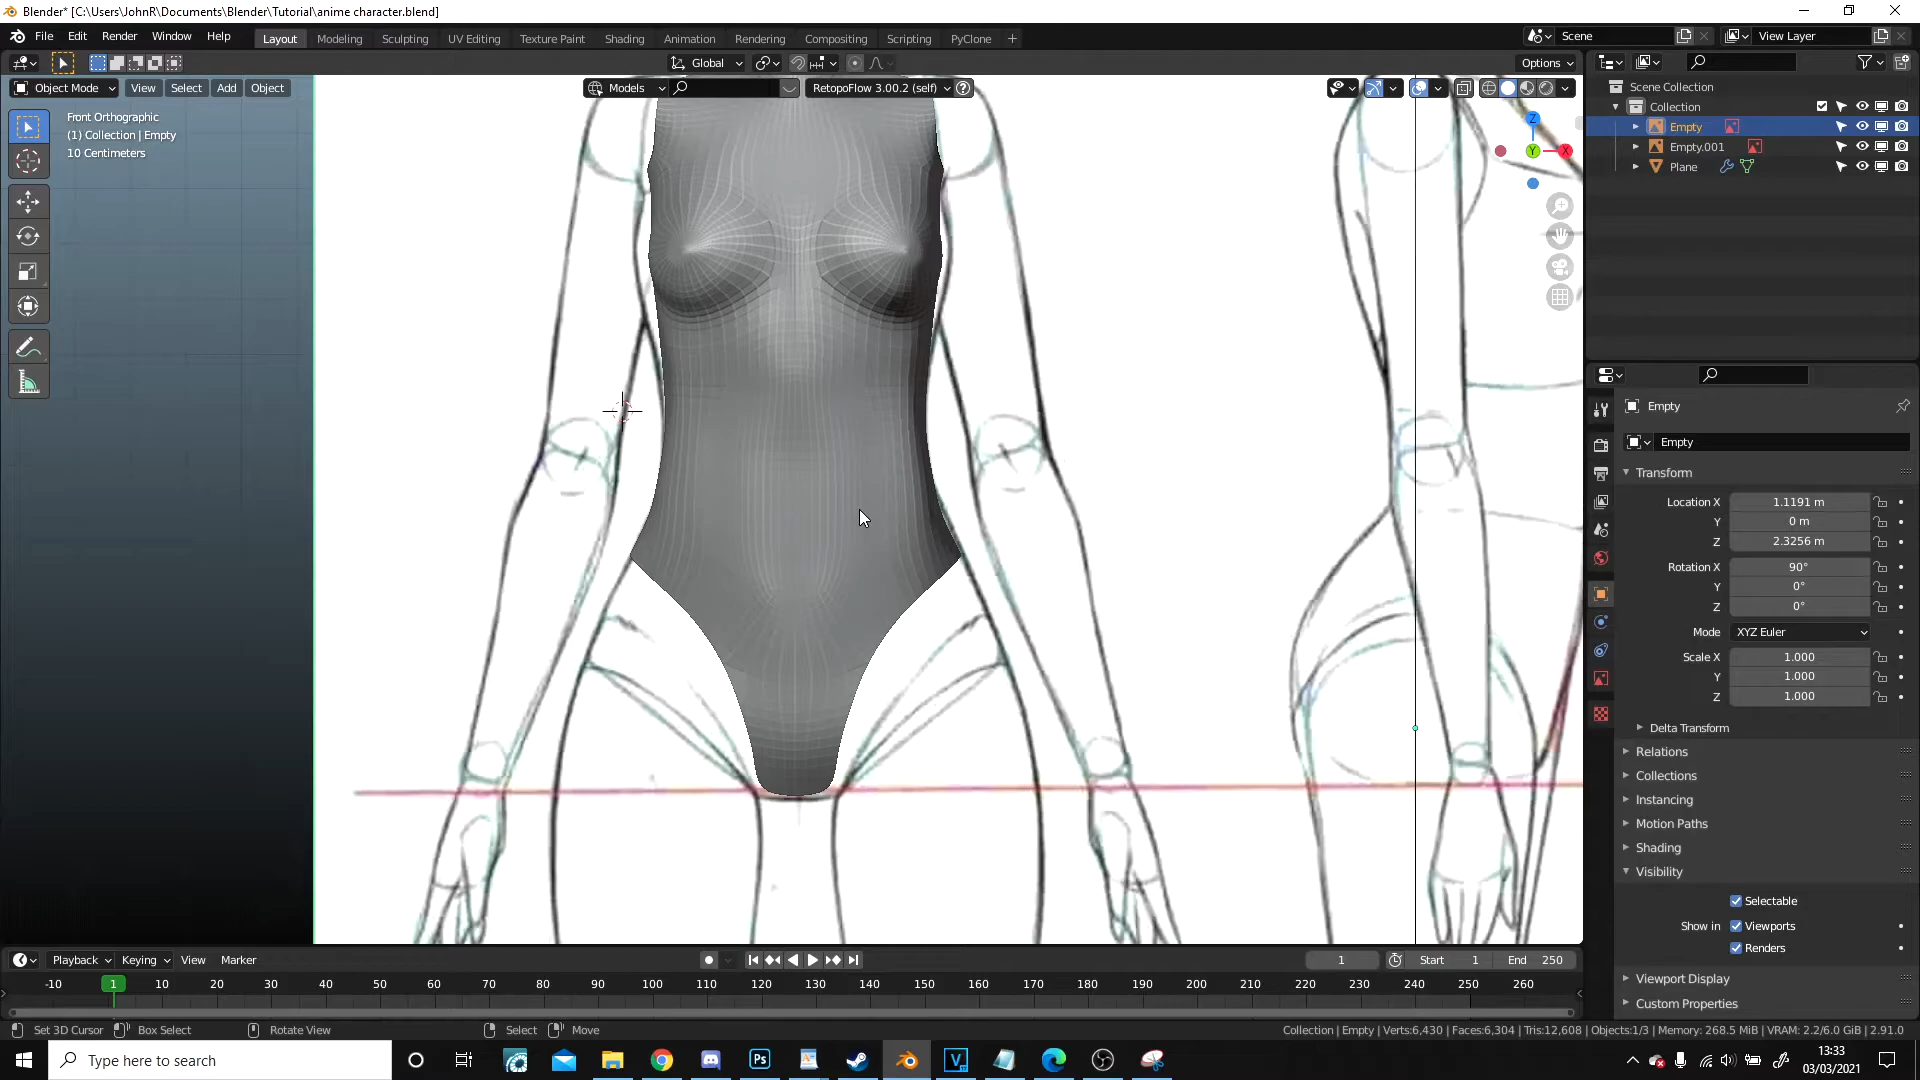 Blender* [C:\Users\JohnR\Documents\Blender\Tutorial\anime character.blend]
File Edit Render Window Help
Layout Modeling Sculpting UV Editing Texture Paint Shading Animation Rendering Compositing Scripting PyClone +
Scene
View Layer
Global
Options
Object Mode View Select Add Object
Models
RetopoFlow 3.00.2 (self)
Front Orthographic
(1) Collection | Empty
10 Centimeters
Z
Y
X
Scene Collection
Collection
Empty
Empty.001
Plane
Empty
Empty
Transform
Location X 1.1191 m
Y 0 m
Z 2.3256 m
Rotation X 90°
Y 0°
Z 0°
Mode XYZ Euler
Scale X 1.000
Y 1.000
Z 1.000
Delta Transform
Relations
Collections
Instancing
Motion Paths
Shading
Visibility
Selectable
Show in Viewports
Renders
Viewport Display
Custom Properties
Playback Keying View Marker
1 Start 1 End 250
-10 1 10 20 30 40 50 60 70 80 90 100 110 120 130 140 150 160 170 180 190 200 210 220 230 240 250 260
Set 3D Cursor Box Select Rotate View Select Move
Collection | Empty | Verts:6,430 | Faces:6,304 | Tris:12,608 | Objects:1/3 | Memory: 268.5 MiB | VRAM: 2.2/6.0 GiB | 2.91.0
Type here to search
Ps
V
13:33
03/03/2021